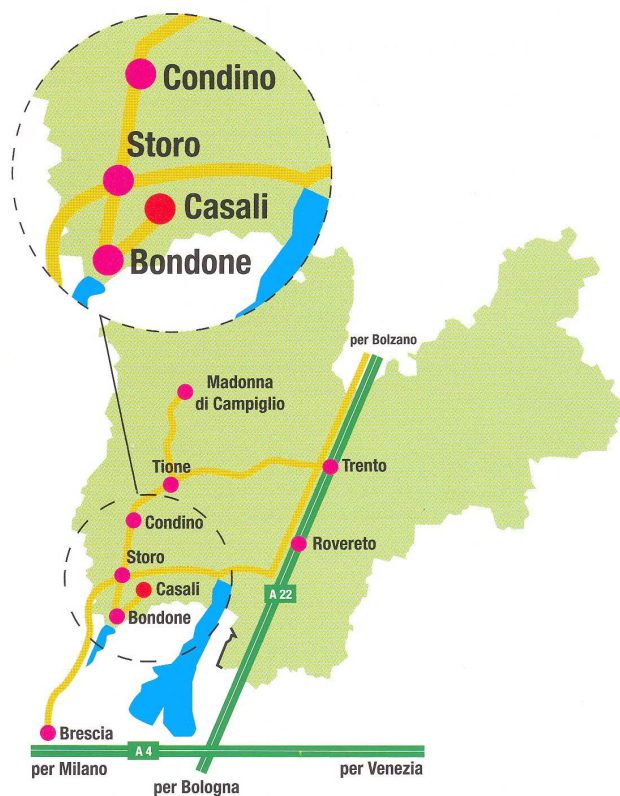 Condino
Storo
Casali
Bondone
per Bolzano
Madonna
di Campiglio
Tione
Trento
Condino
Rovereto
Storo
Casali
A 22
Bondone
Brescia
A 4
per Milano
per Venezia
per Bologna